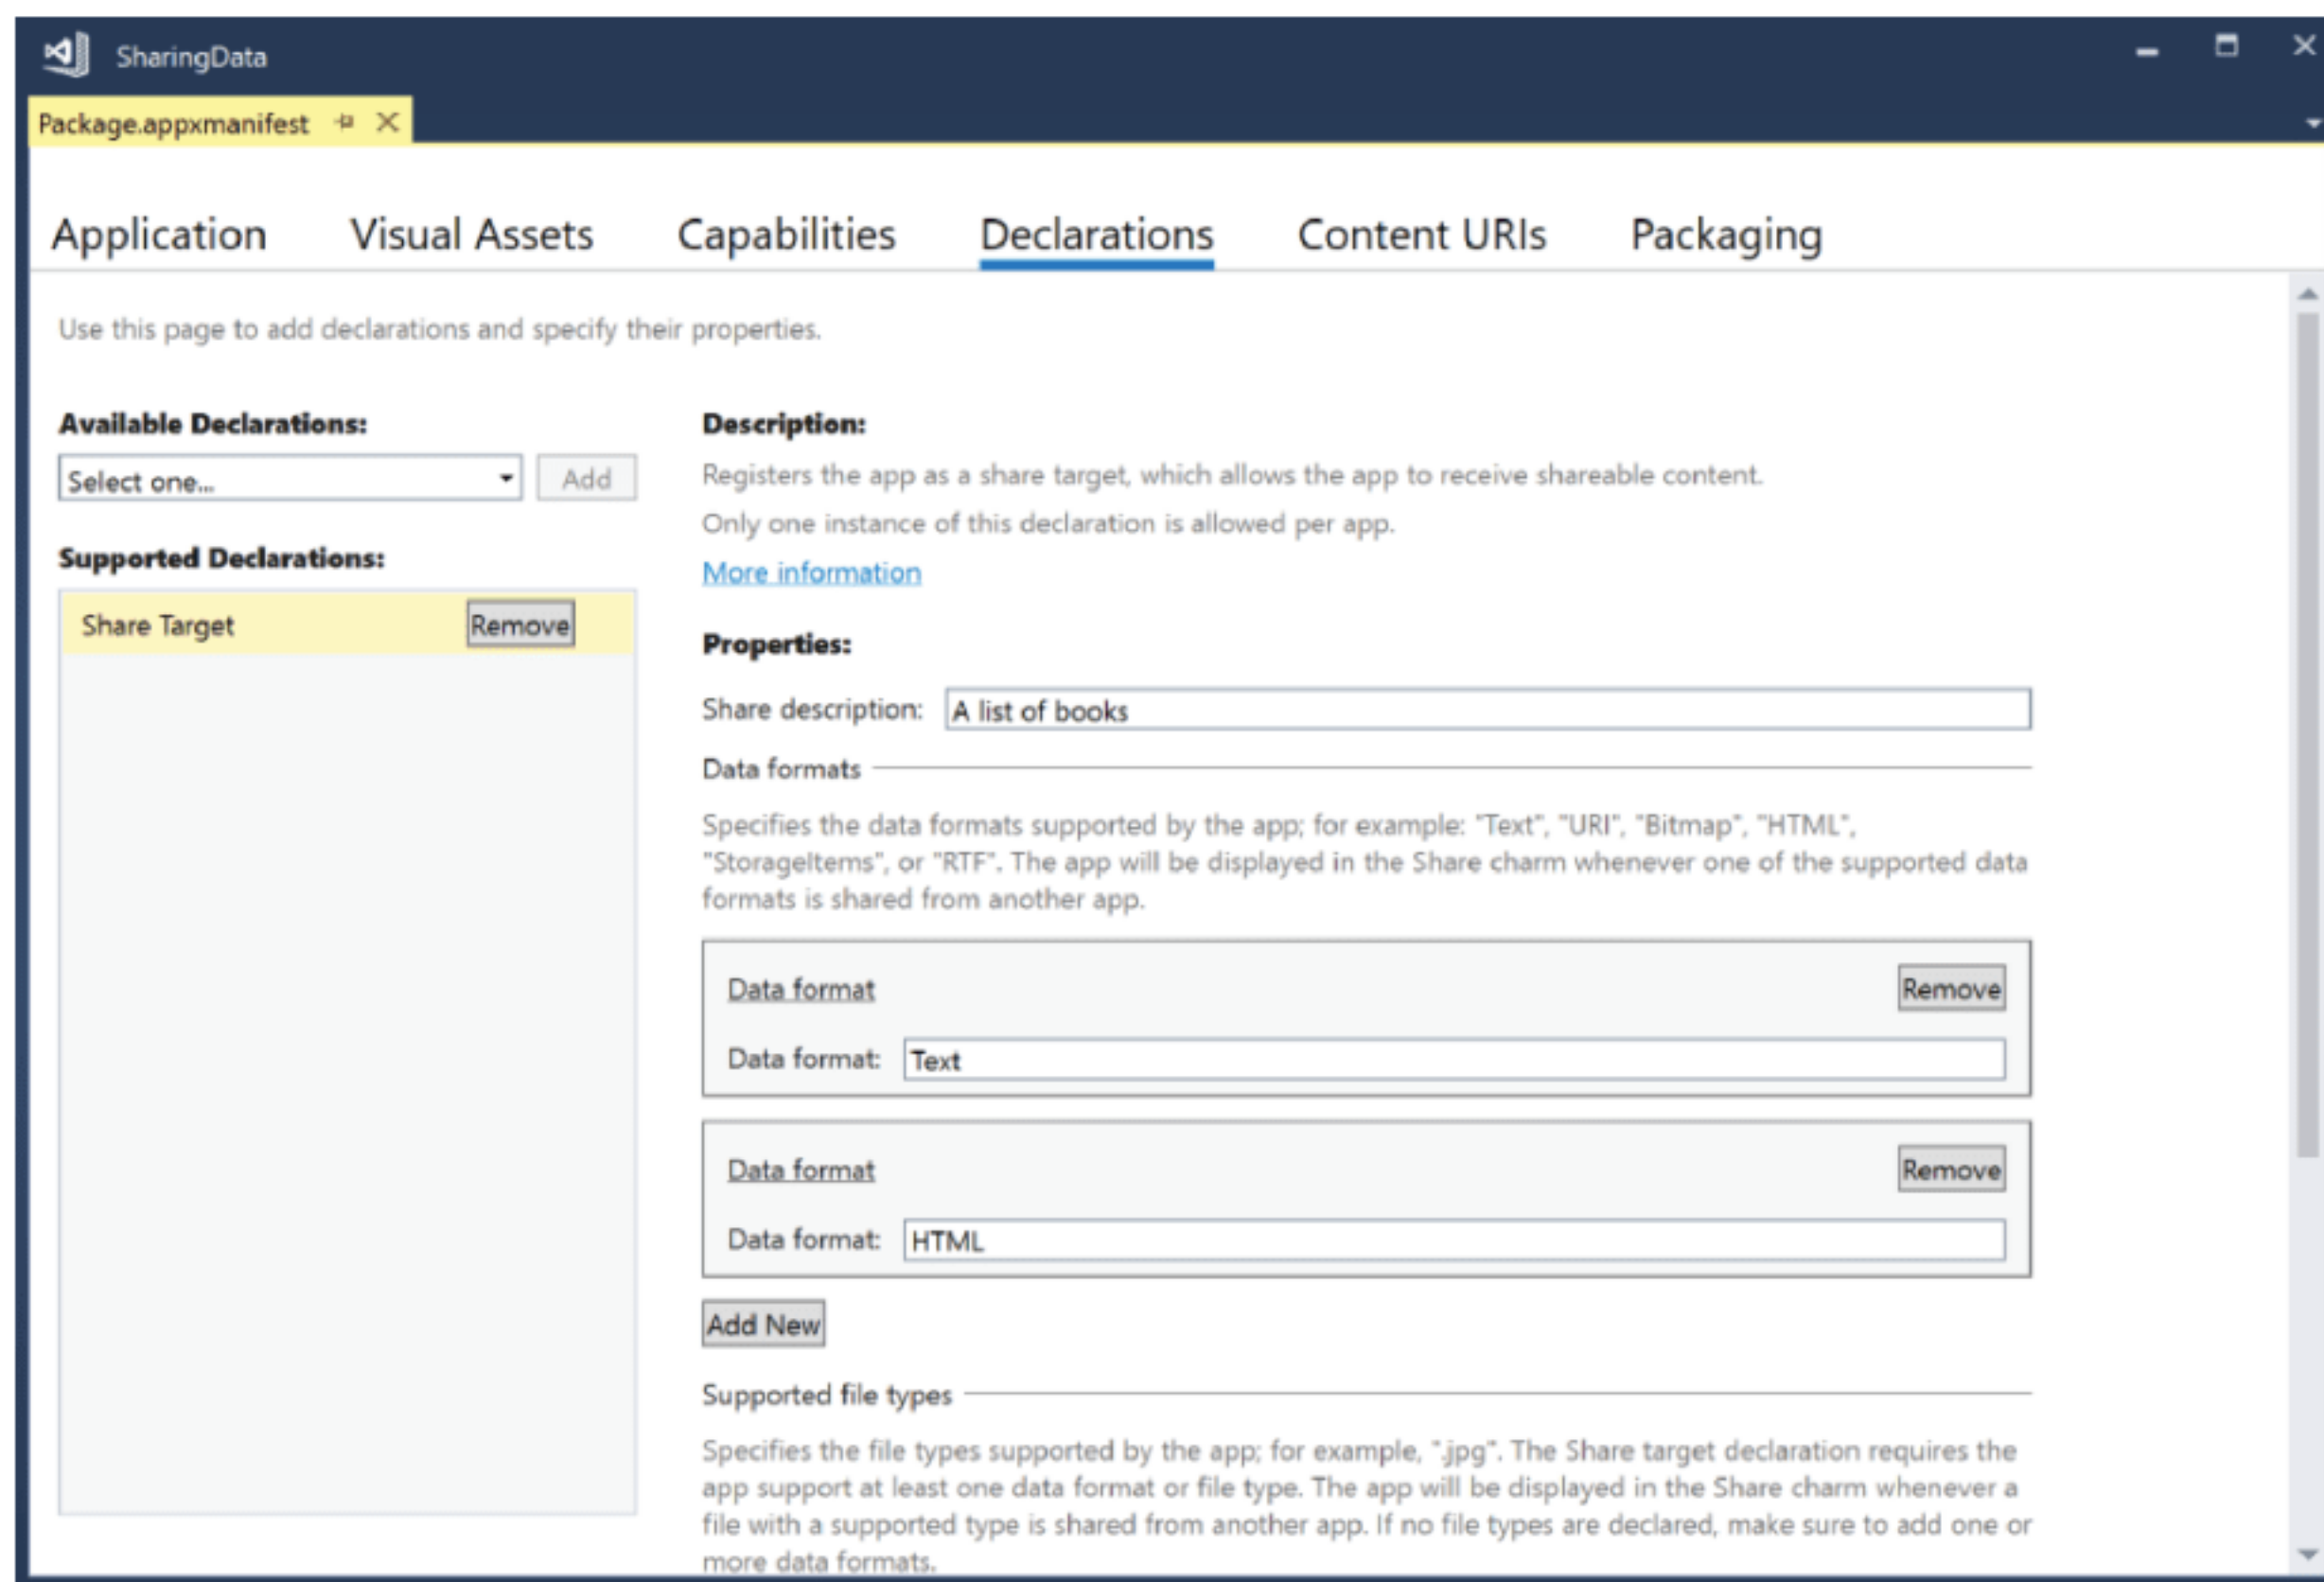 SharingData
Package.appxmanifest
Application Visual Assets Capabilities Declarations Content URIs Packaging
Use this page to add declarations and specify their properties.
Available Declarations:
Select one... Add
Supported Declarations:
Share Target Remove
Description:
Registers the app as a share target, which allows the app to receive shareable content.
Only one instance of this declaration is allowed per app.
More information
Properties:
Share description: A list of books
Data formats
Specifies the data formats supported by the app; for example: "Text", "URI", "Bitmap", "HTML",
"StorageItems", or "RTF". The app will be displayed in the Share charm whenever one of the supported data
formats is shared from another app.
Data format Remove
Data format: Text
Data format Remove
Data format: HTML
Add New
Supported file types
Specifies the file types supported by the app; for example, ".jpg". The Share target declaration requires the
app support at least one data format or file type. The app will be displayed in the Share charm whenever a
file with a supported type is shared from another app. If no file types are declared, make sure to add one or
more data formats.